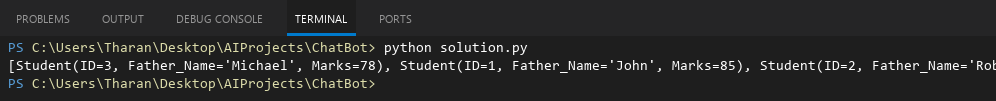 PROBLEMS OUTPUT DEBUG CONSOLE TERMINAL PORTS
PS C:\Users\Tharan\Desktop\AIProjects\ChatBot> python solution.py
[Student(ID=3, Father_Name='Michael', Marks=78), Student(ID=1, Father_Name='John', Marks=85), Student(ID=2, Father_Name='Rob
PS C:\Users\Tharan\Desktop\AIProjects\ChatBot>